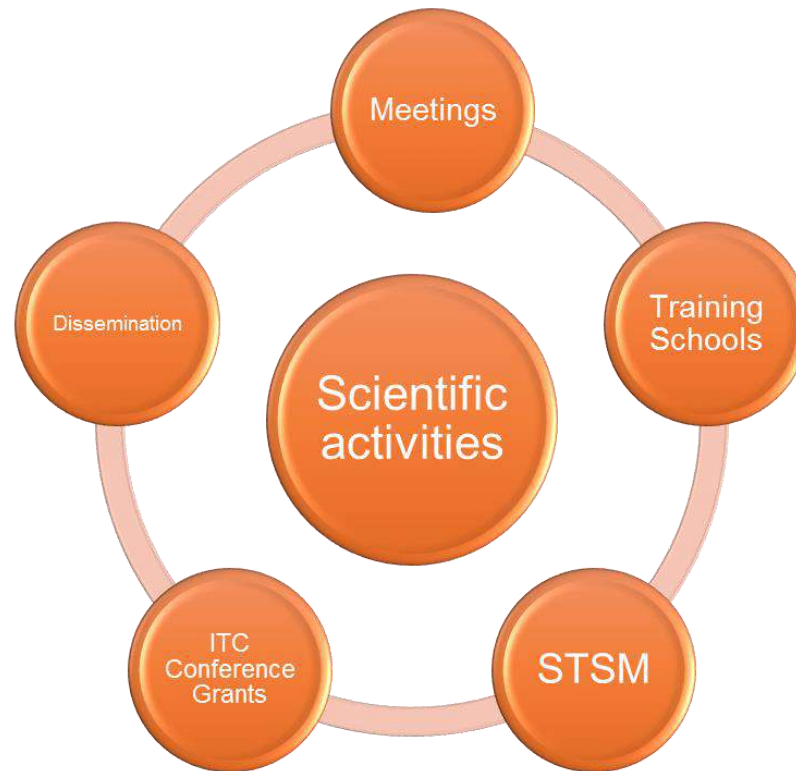 Meetings
Training
Schools
STSM
ITC
Conference
Grants
Dissemination
Scientific
activities